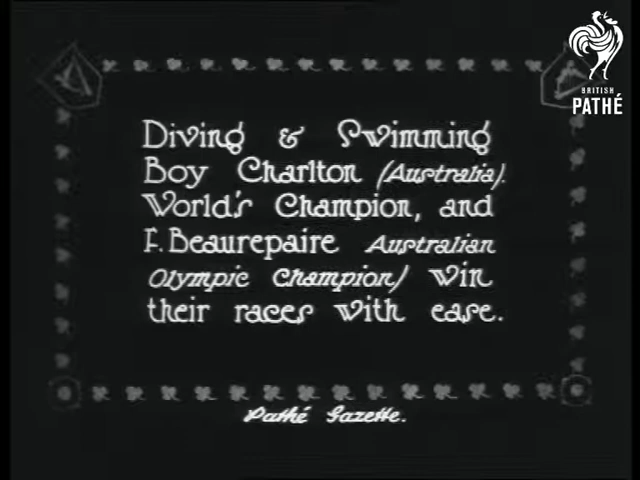 BRITISH
PATHÉ
Diving & Swimming
Boy Charlton (Australia).
World's Champion, and
F. Beaurepaire Australian
Olympic Champion) win
their races with ease.
Pathé Gazette.